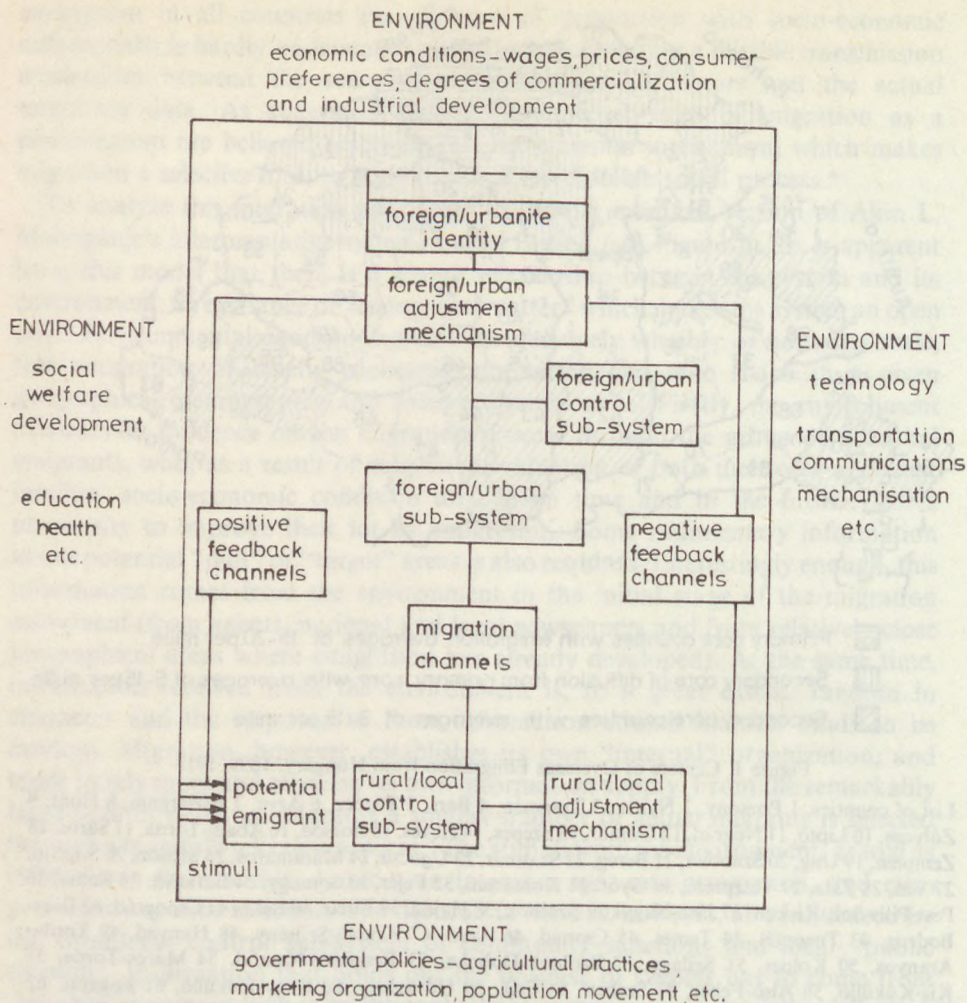 ENVIRONMENT
economic conditions–wages, prices, consumer
preferences, degrees of commercialization
and industrial development
foreign/urbanite
identity
foreign/urban
adjustment
mechanism
ENVIRONMENT
social
welfare
development
education
health
etc.
ENVIRONMENT
technology
transportation
communications
mechanisation
etc.
foreign/urban
control
sub-system
foreign/urban
sub system
positive
feedback
channels
negative
feedback
channels
migration
channels
potential
emigrant
rural/local
control
sub-system
rural/local
adjustment
mechanism
stimuli
ENVIRONMENT
governmental policies–agricultural practices,
marketing organization, population movement, etc.